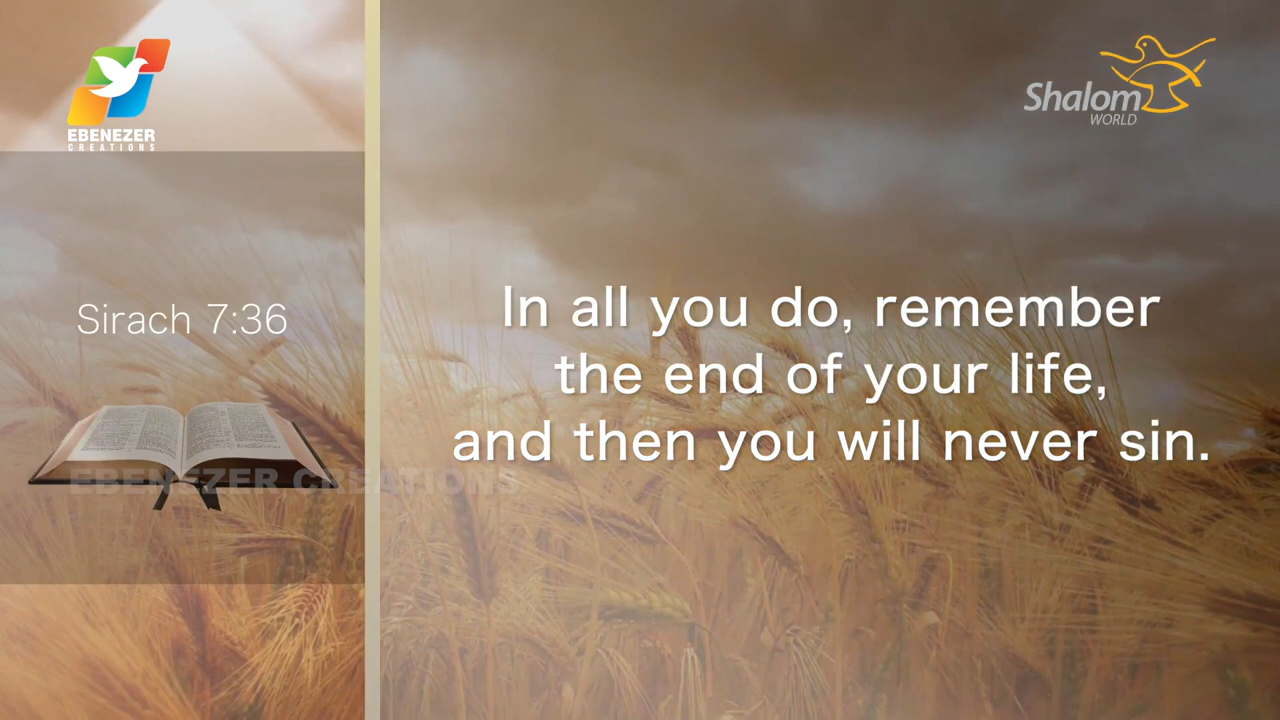 EBENEZER
CREATIONS
Shalom
WORLD
Sirach 7:36
In all you do, remember
the end of your life,
and then you will never sin.
EBENEZER CREATIONS